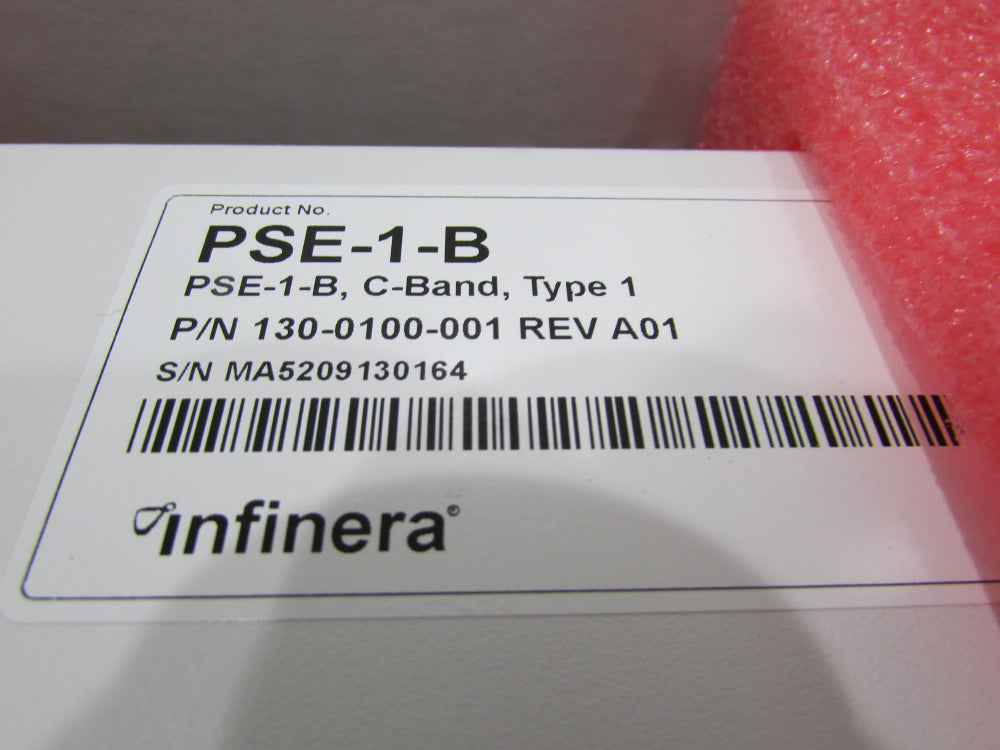 Product No.
PSE-1-B
PSE-1-B, C-Band, Type 1
P/N 130-0100-001 REV A01
S/N MA5209130164
infinera®